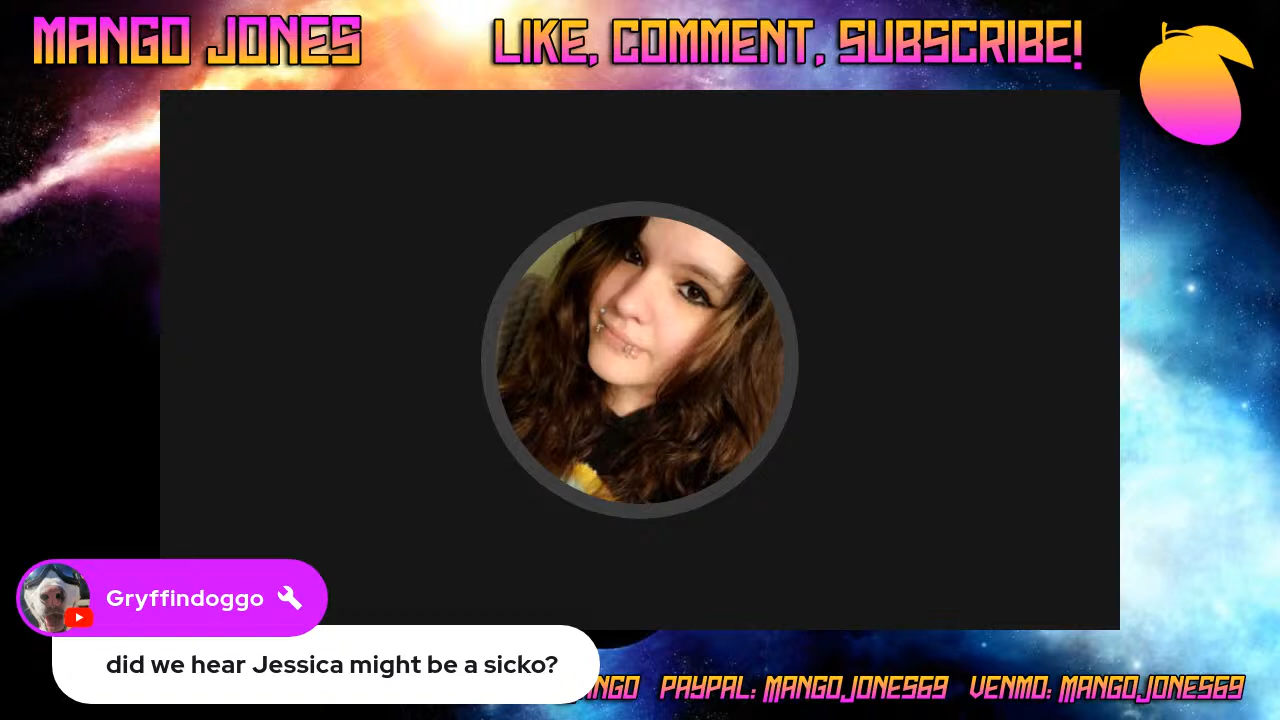 MANGO JONES
LIKE, COMMENT, SUBSCRIBE!
Gryffindoggo
did we hear Jessica might be a sicko?
PAYPAL: MANGOJONES69 VENMO: MANGOJONES69